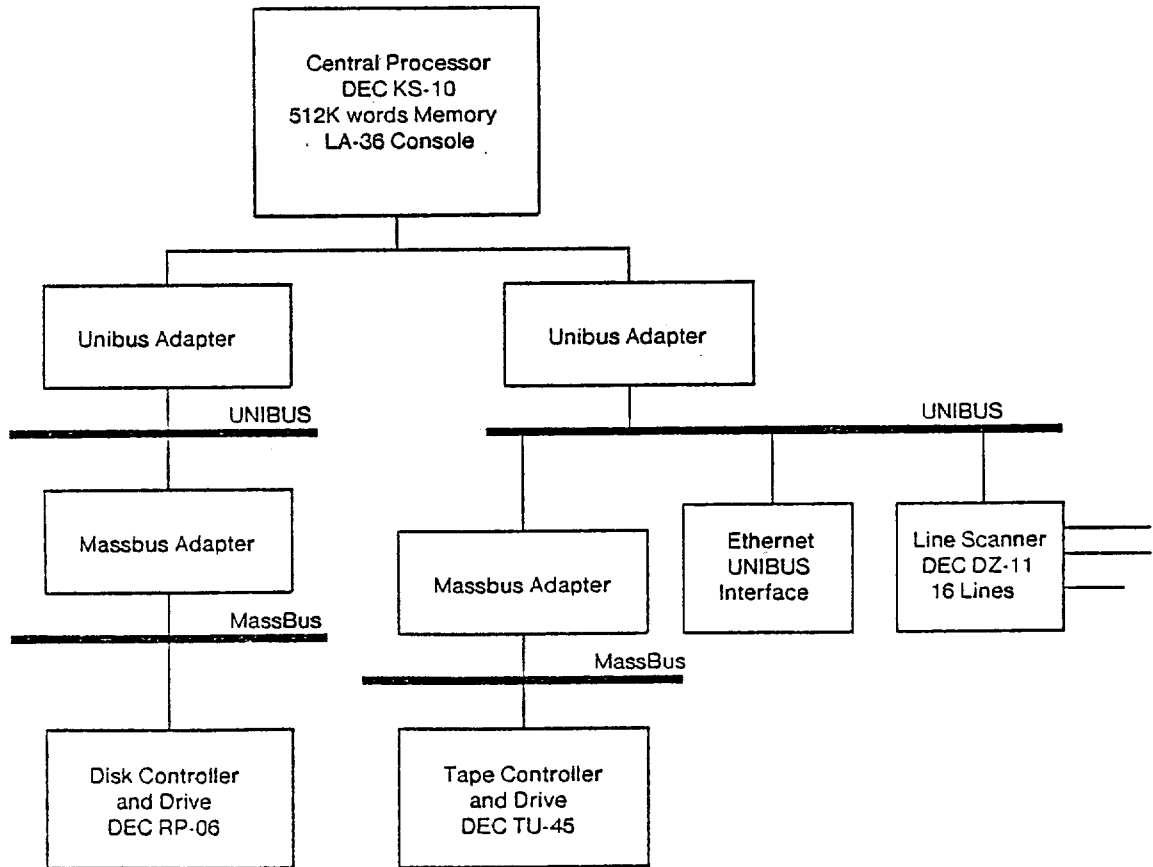 Central Processor
DEC KS-10
512K words Memory
LA-36 Console
Unibus Adapter
Unibus Adapter
UNIBUS
UNIBUS
Massbus Adapter
Massbus Adapter
Ethernet
UNIBUS
Interface
Line Scanner
DEC DZ-11
16 Lines
MassBus
MassBus
Disk Controller
and Drive
DEC RP-06
Tape Controller
and Drive
DEC TU-45